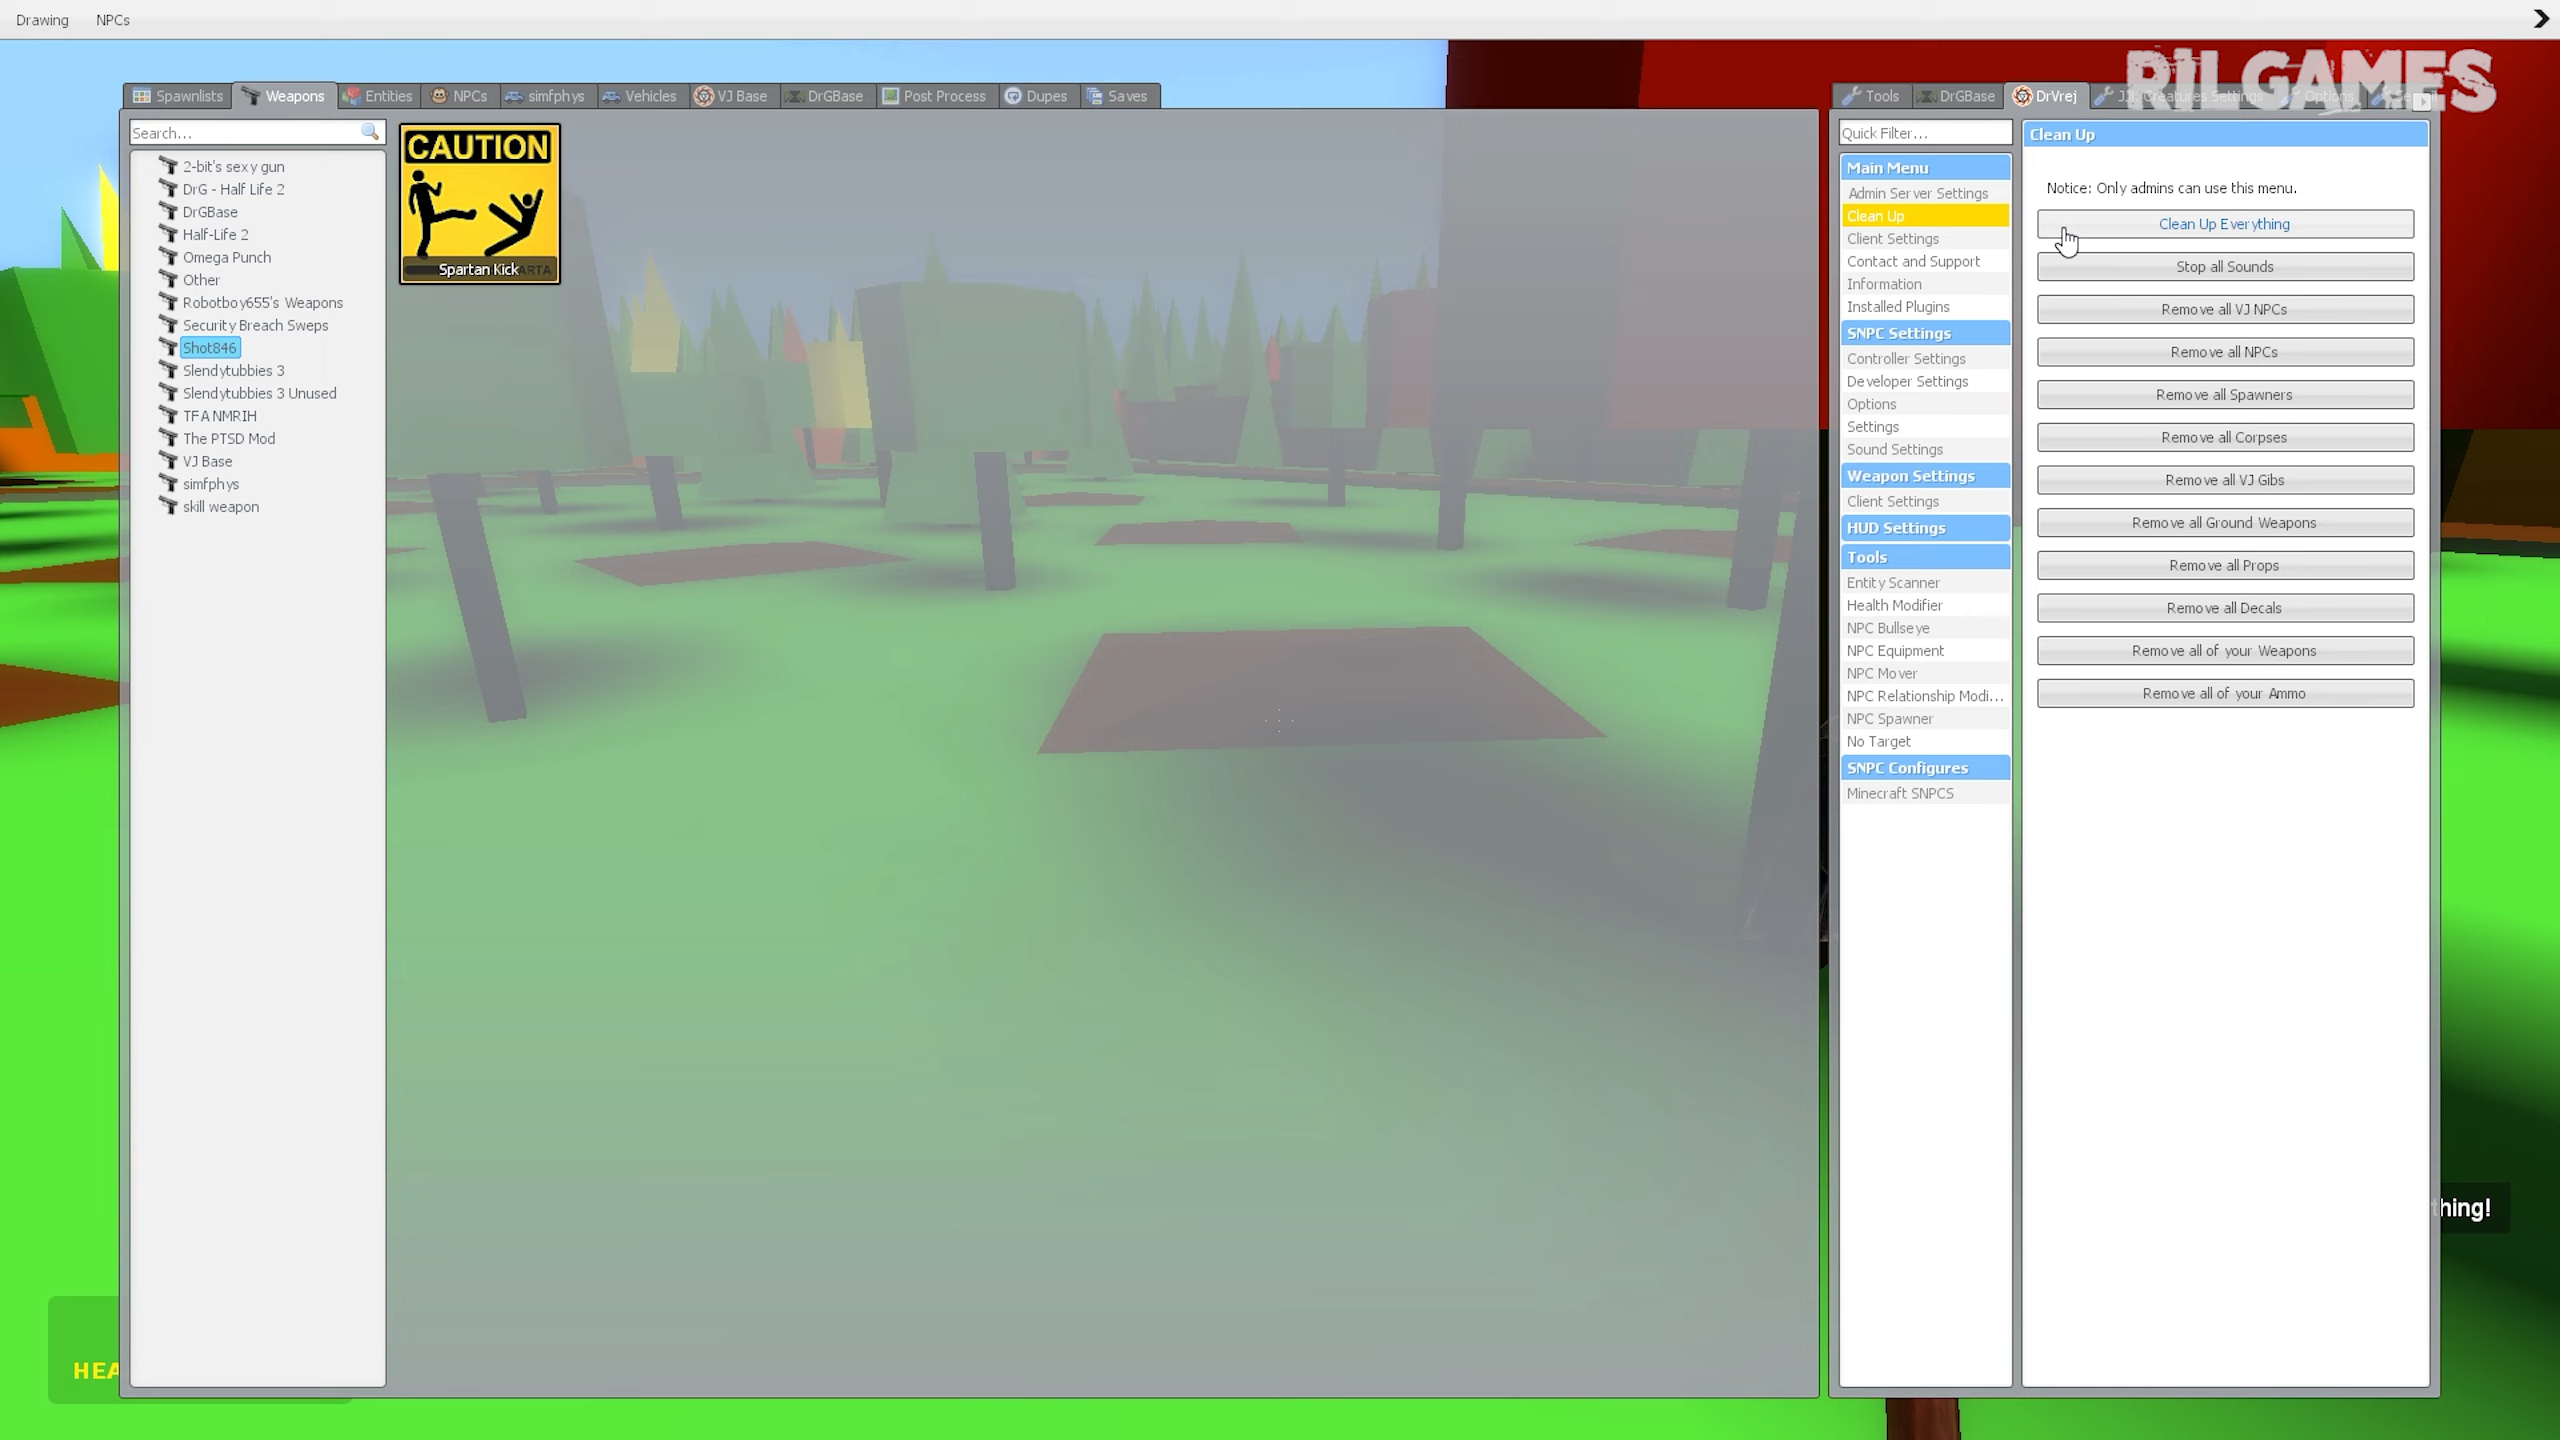 Drawing NPCs
RILGAMES
Spawnlists Weapons Entities NPCs simfphys Vehicles VJ Base DrGBase Post Process Dupes Saves
Search...
2-bit's sexy gun
DrG - Half Life 2
DrGBase
Half-Life 2
Omega Punch
Other
Robotboy655's Weapons
Security Breach Sweps
Shot846
Slendytubbies 3
Slendytubbies 3 Unused
TFA NMRIH
The PTSD Mod
VJ Base
simfphys
skill weapon
CAUTION
Spartan Kick
Tools DrGBase DrVrej JJK Creatures Settings Options
Quick Filter...
Main Menu
Admin Server Settings
Clean Up
Client Settings
Contact and Support
Information
Installed Plugins
SNPC Settings
Controller Settings
Developer Settings
Options
Settings
Sound Settings
Weapon Settings
Client Settings
HUD Settings
Tools
Entity Scanner
Health Modifier
NPC Bullseye
NPC Equipment
NPC Mover
NPC Relationship Modi...
NPC Spawner
No Target
SNPC Configures
Minecraft SNPCS
Clean Up
Notice: Only admins can use this menu.
Clean Up Everything
Stop all Sounds
Remove all VJ NPCs
Remove all NPCs
Remove all Spawners
Remove all Corpses
Remove all VJ Gibs
Remove all Ground Weapons
Remove all Props
Remove all Decals
Remove all of your Weapons
Remove all of your Ammo
thing!
HEA